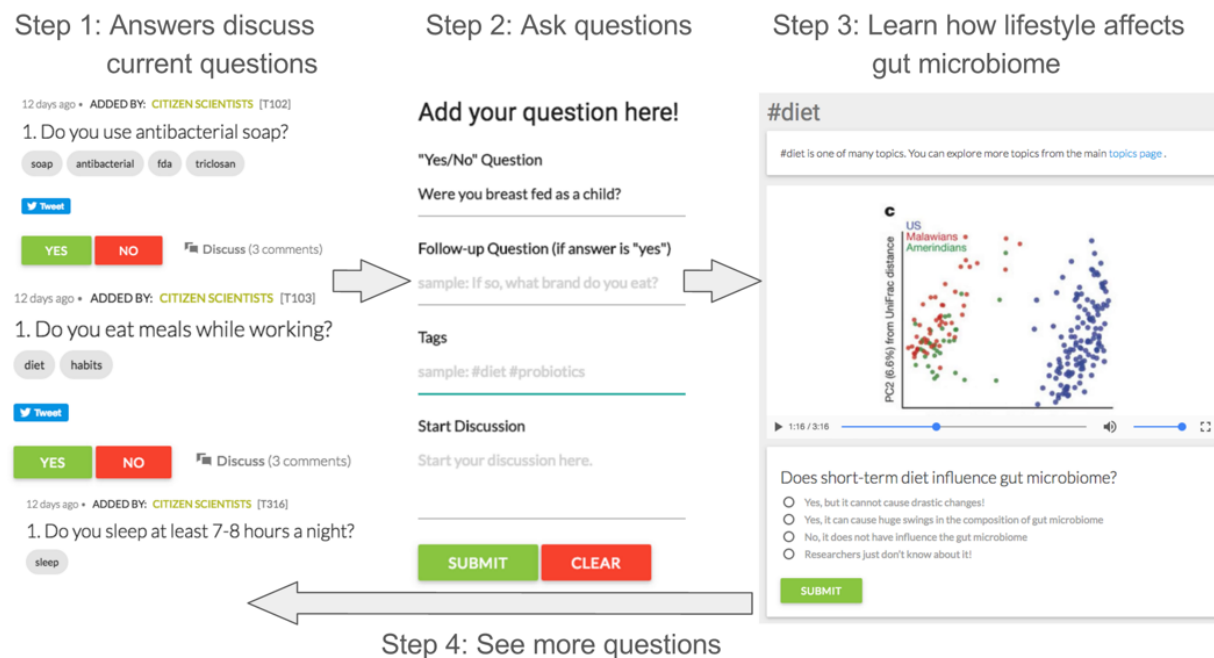 Step 1: Answers discuss
current questions
12 days ago • ADDED BY: CITIZEN SCIENTISTS [T102]
1. Do you use antibacterial soap?
soap antibacterial fda triclosan
Tweet
YES NO Discuss (3 comments)
12 days ago • ADDED BY: CITIZEN SCIENTISTS [T103]
1. Do you eat meals while working?
diet habits
Tweet
YES NO Discuss (3 comments)
12 days ago • ADDED BY: CITIZEN SCIENTISTS [T316]
1. Do you sleep at least 7-8 hours a night?
sleep
Step 2: Ask questions
Add your question here!
"Yes/No" Question
Were you breast fed as a child?
Follow-up Question (if answer is "yes")
sample: If so, what brand do you eat?
Tags
sample: #diet #probiotics
Start Discussion
Start your discussion here.
SUBMIT CLEAR
Step 3: Learn how lifestyle affects
gut microbiome
#diet
#diet is one of many topics. You can explore more topics from the main topics page .
c
US
Malawians
Amerindians
PC2 (6.6%) from UniFrac distance
1:16 / 3:16
Does short-term diet influence gut microbiome?
Yes, but it cannot cause drastic changes!
Yes, it can cause huge swings in the composition of gut microbiome
No, it does not have influence the gut microbiome
Researchers just don't know about it!
SUBMIT
Step 4: See more questions